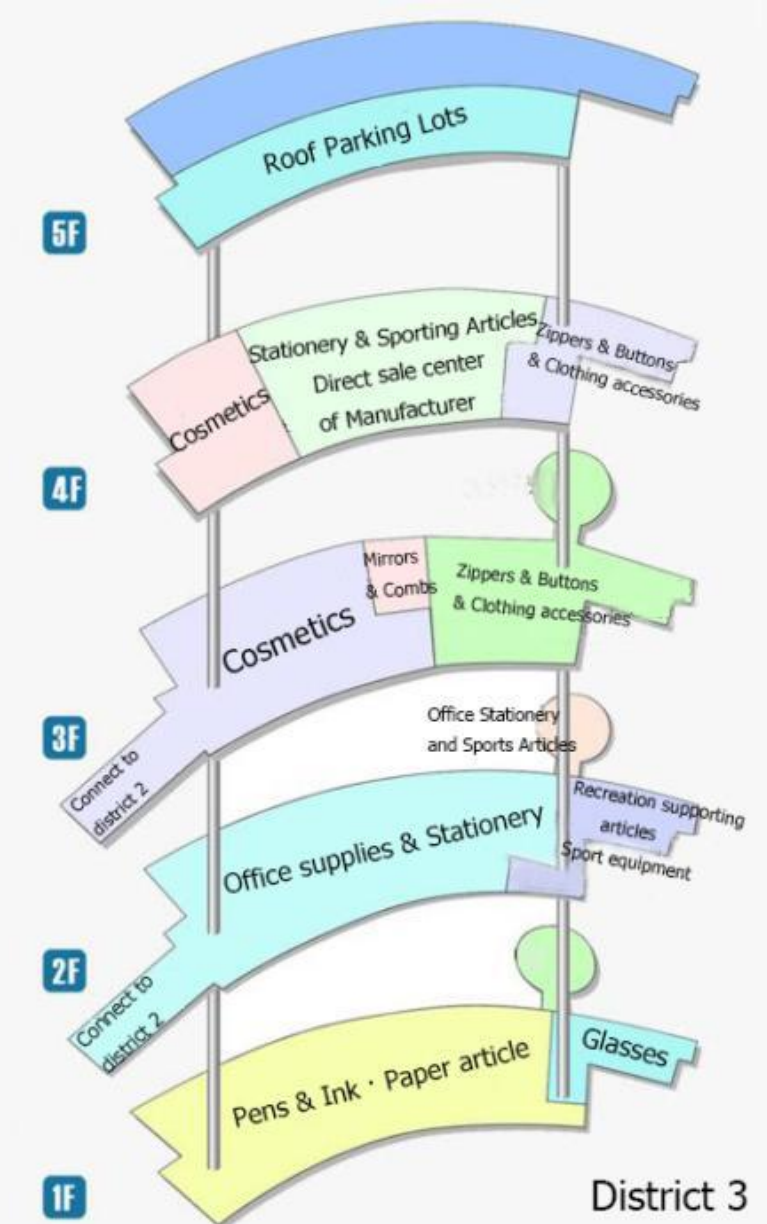 Roof Parking Lots
5F
Stationery & Sporting Articles
Direct sale center
of Manufacturer
Cosmetics
Zippers & Buttons
& Clothing accessories
4F
Mirrors
& Combs
Cosmetics
Zippers & Buttons
& Clothing accessories
3F
Connect to
district 2
Office Stationery
and Sports Articles
Office supplies & Stationery
Recreation supporting
articles
Sport equipment
2F
Connect to
district 2
Pens & Ink · Paper article
Glasses
1F
District 3